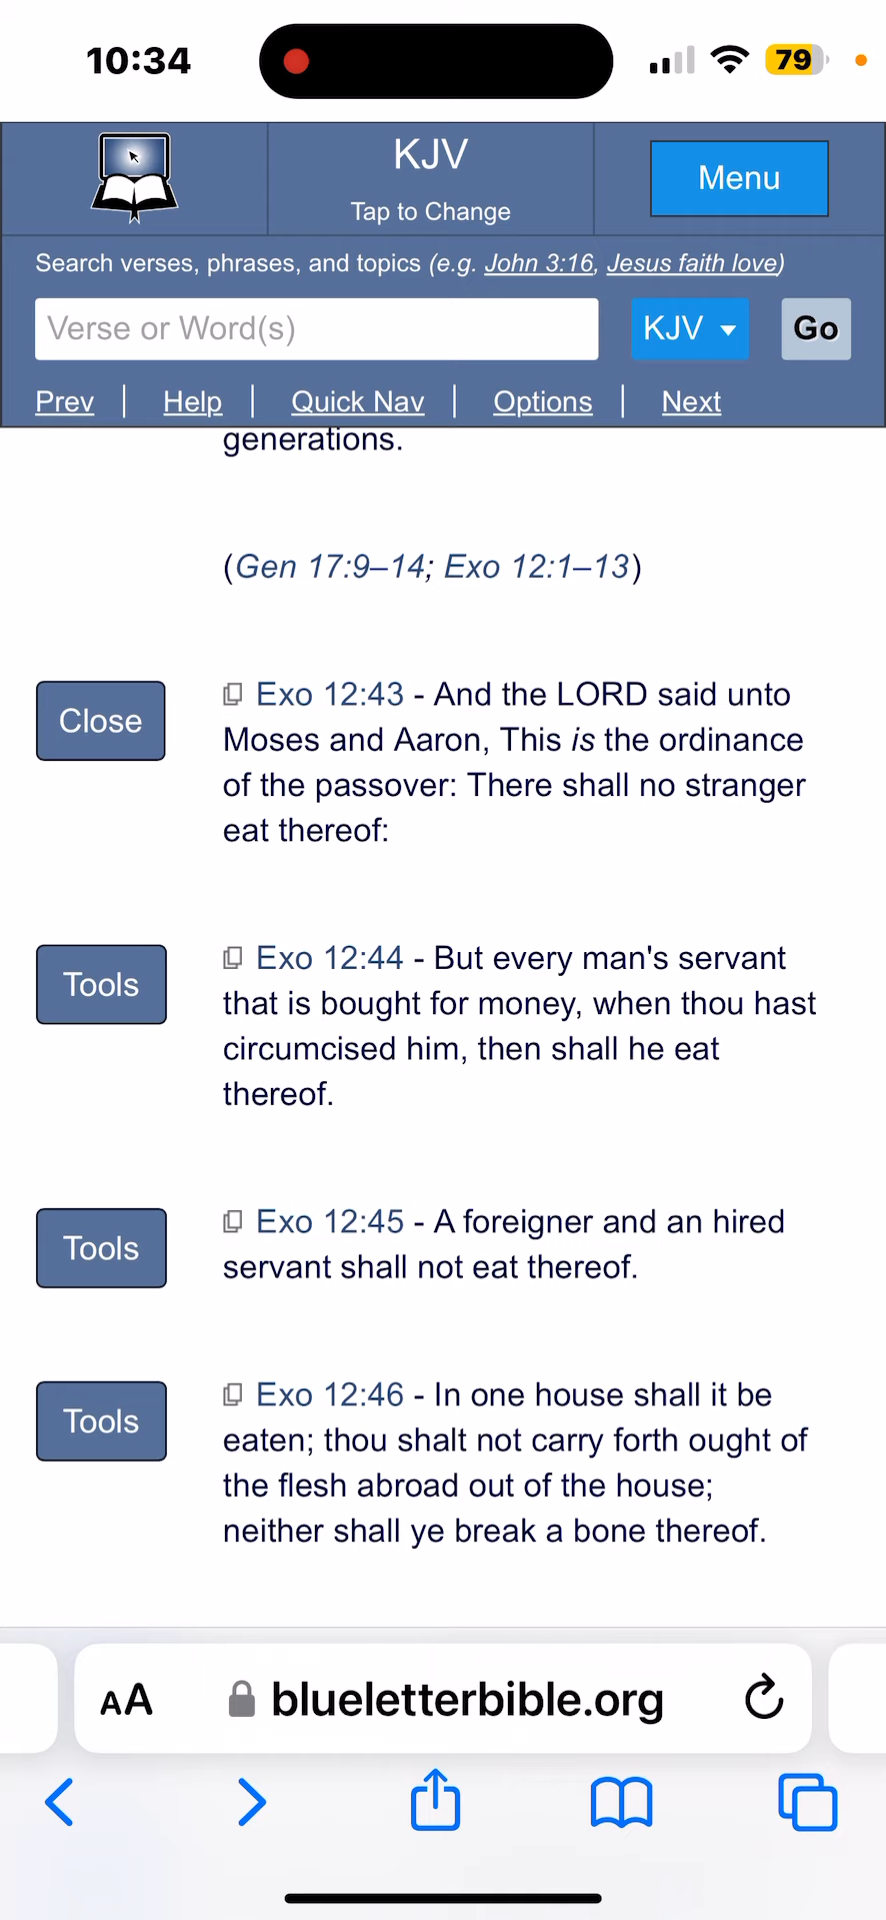 10:34
79
KJV
Tap to Change
Menu
Search verses, phrases, and topics (e.g. John 3:16, Jesus faith love)
Verse or Word(s)
KJV
Go
Prev | Help | Quick Nav | Options | Next
generations.
(Gen 17:9–14; Exo 12:1–13)
Close
Exo 12:43 - And the LORD said unto
Moses and Aaron, This is the ordinance
of the passover: There shall no stranger
eat thereof:
Tools
Exo 12:44 - But every man's servant
that is bought for money, when thou hast
circumcised him, then shall he eat
thereof.
Tools
Exo 12:45 - A foreigner and an hired
servant shall not eat thereof.
Tools
Exo 12:46 - In one house shall it be
eaten; thou shalt not carry forth ought of
the flesh abroad out of the house;
neither shall ye break a bone thereof.
AA
blueletterbible.org